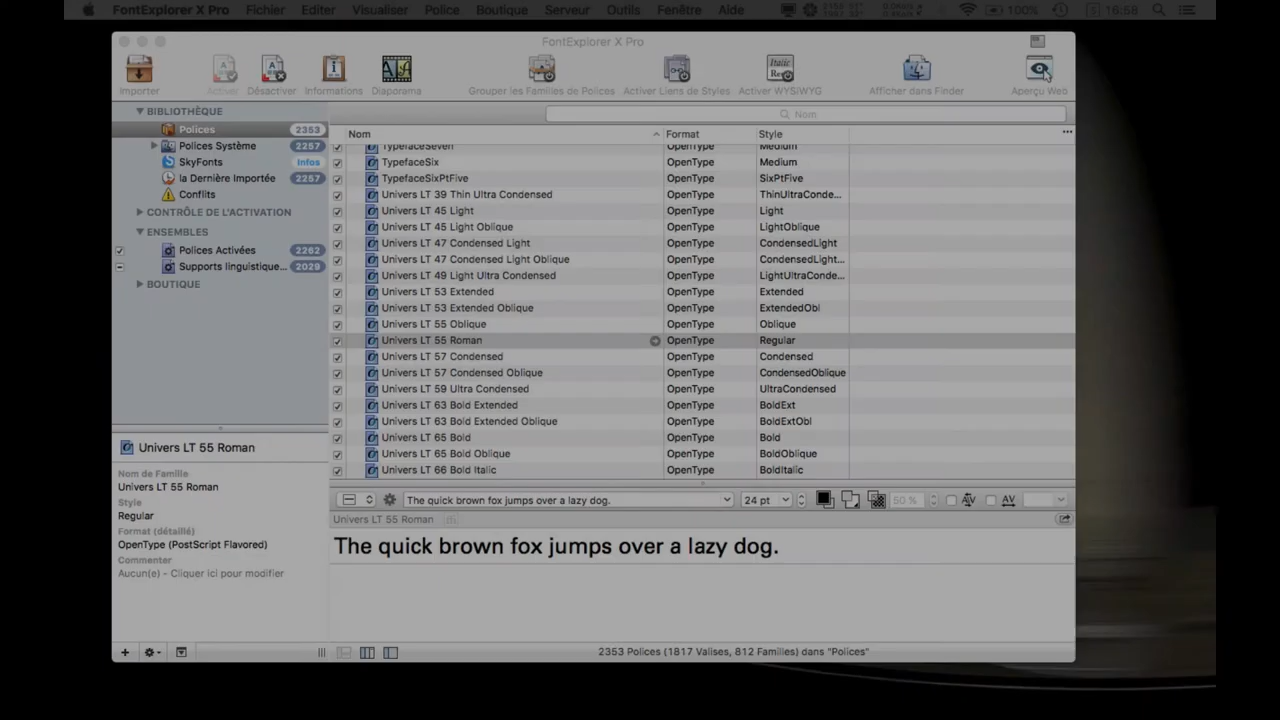 FontExplorer X Pro Fichier Editer Visualiser Police Boutique Serveur Outils Fenêtre Aide 100% 16:58
FontExplorer X Pro
Importer Activer Désactiver Informations Diaporama Grouper les Familles de Polices Activer Liens de Styles Activer WYSIWYG Afficher dans Finder Aperçu Web
Nom
BIBLIOTHÈQUE
Polices 2353
Polices Système 2257
SkyFonts Infos
la Dernière Importée 2257
Conflits
CONTRÔLE DE L'ACTIVATION
ENSEMBLES
Polices Activées 2262
Supports linguistique... 2029
BOUTIQUE
Nom Format Style
TypefaceSeven OpenType Medium
TypefaceSix OpenType Medium
TypefaceSixPtFive OpenType SixPtFive
Univers LT 39 Thin Ultra Condensed OpenType ThinUltraConde...
Univers LT 45 Light OpenType Light
Univers LT 45 Light Oblique OpenType LightOblique
Univers LT 47 Condensed Light OpenType CondensedLight
Univers LT 47 Condensed Light Oblique OpenType CondensedLight...
Univers LT 49 Light Ultra Condensed OpenType LightUltraConde...
Univers LT 53 Extended OpenType Extended
Univers LT 53 Extended Oblique OpenType ExtendedObl
Univers LT 55 Oblique OpenType Oblique
Univers LT 55 Roman OpenType Regular
Univers LT 57 Condensed OpenType Condensed
Univers LT 57 Condensed Oblique OpenType CondensedOblique
Univers LT 59 Ultra Condensed OpenType UltraCondensed
Univers LT 63 Bold Extended OpenType BoldExt
Univers LT 63 Bold Extended Oblique OpenType BoldExtObl
Univers LT 65 Bold OpenType Bold
Univers LT 65 Bold Oblique OpenType BoldOblique
Univers LT 66 Bold Italic OpenType BoldItalic
Univers LT 55 Roman
Nom de Famille
Univers LT 55 Roman
Style
Regular
Format (détaillé)
OpenType (PostScript Flavored)
Commenter
Aucun(e) - Cliquer ici pour modifier
The quick brown fox jumps over a lazy dog. 24 pt 50 % AV AV
Univers LT 55 Roman
The quick brown fox jumps over a lazy dog.
2353 Polices (1817 Valises, 812 Familles) dans "Polices"